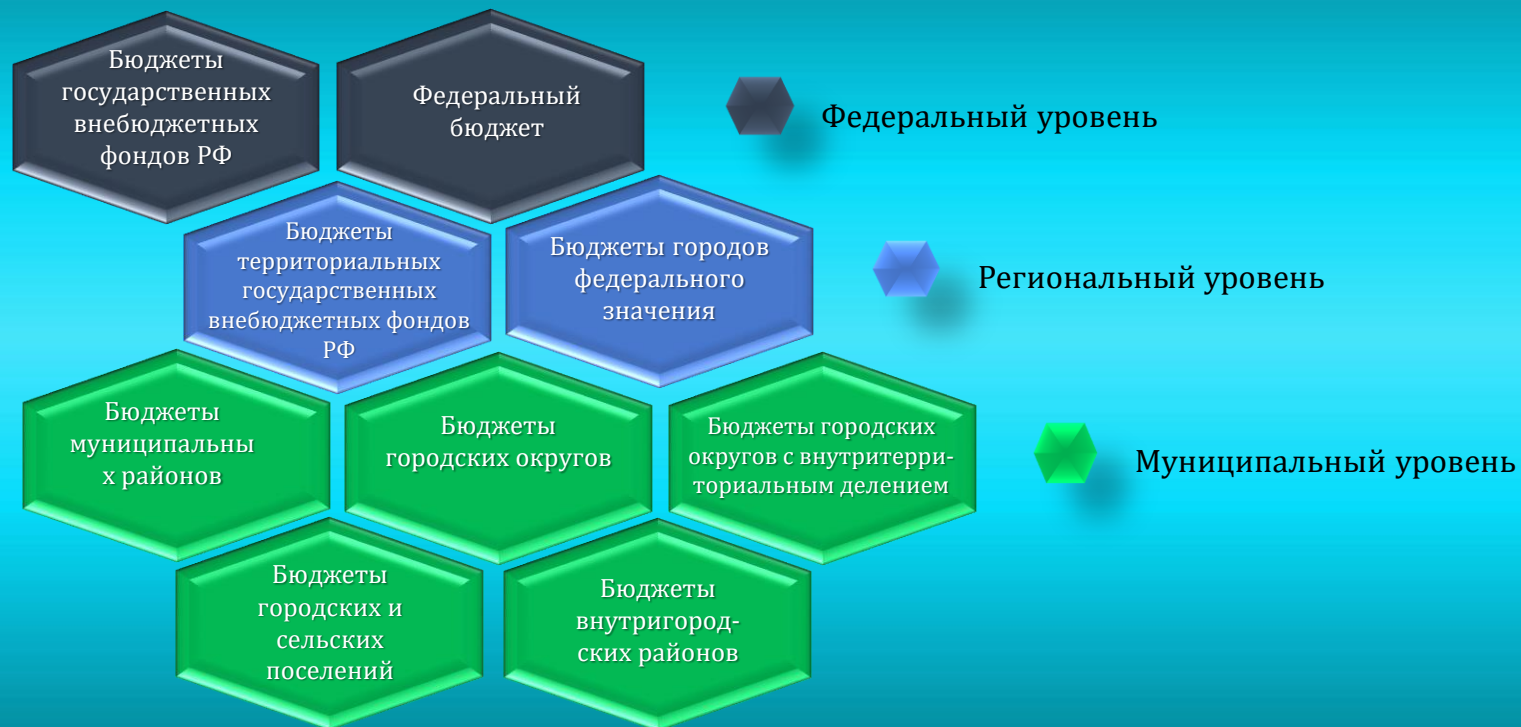 Бюджеты
государственных
внебюджетных
фондов РФ
Федеральный
бюджет
Федеральный уровень
Бюджеты
территориальных
государственных
внебюджетных фондов
РФ
Бюджеты городов
федерального
значения
Региональный уровень
Бюджеты
муниципальны
х районов
Бюджеты
городских округов
Бюджеты городских
округов с внутритерри-
ториальным делением
Муниципальный уровень
Бюджеты
городских и
сельских
поселений
Бюджеты
внутригород-
ских районов